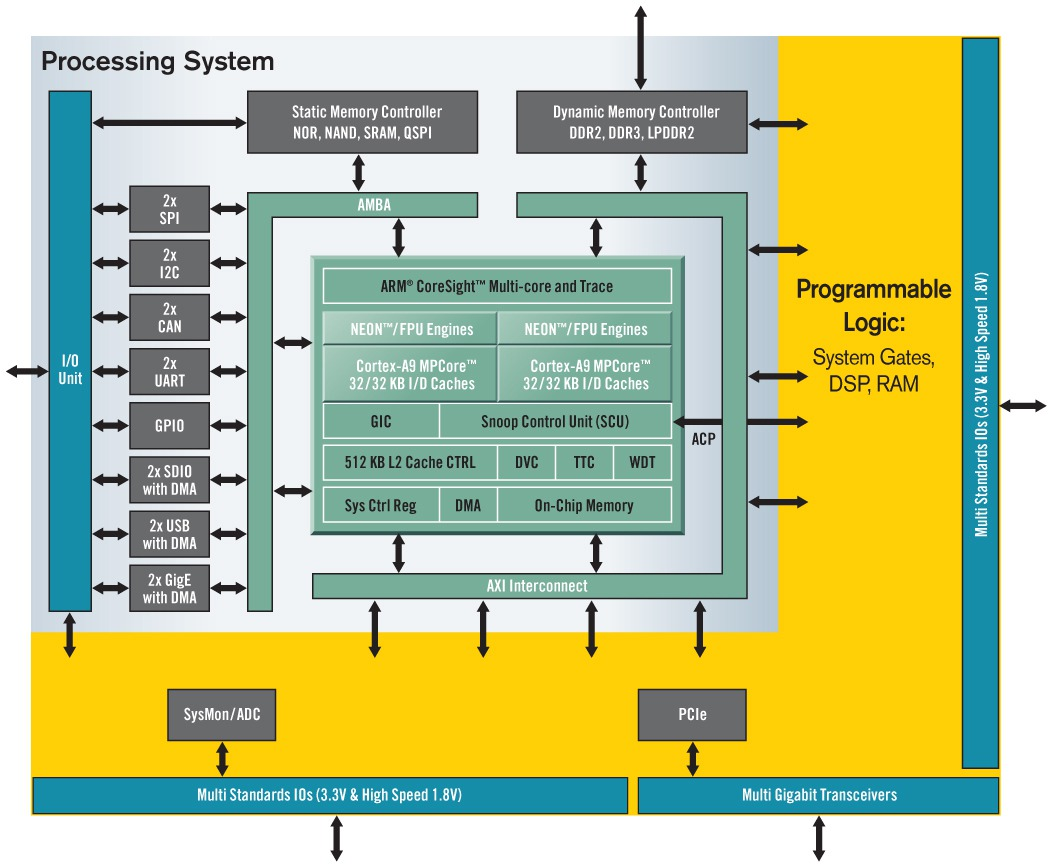 Processing System
Static Memory Controller
NOR, NAND, SRAM, QSPI
Dynamic Memory Controller
DDR2, DDR3, LPDDR2
AMBA
2x
SPI
2x
I2C
2x
CAN
2x
UART
GPIO
2x SDIO
with DMA
2x USB
with DMA
2x GigE
with DMA
I/O
Unit
ARM® CoreSight™ Multi-core and Trace
NEON™/FPU Engines
NEON™/FPU Engines
Cortex-A9 MPCore™
32/32 KB I/D Caches
Cortex-A9 MPCore™
32/32 KB I/D Caches
GIC
Snoop Control Unit (SCU)
ACP
512 KB L2 Cache CTRL
DVC
TTC
WDT
Sys Ctrl Reg
DMA
On-Chip Memory
AXI Interconnect
Programmable
Logic:
System Gates,
DSP, RAM
Multi Standards IOs (3.3V & High Speed 1.8V)
SysMon/ADC
PCIe
Multi Standards IOs (3.3V & High Speed 1.8V)
Multi Gigabit Transceivers